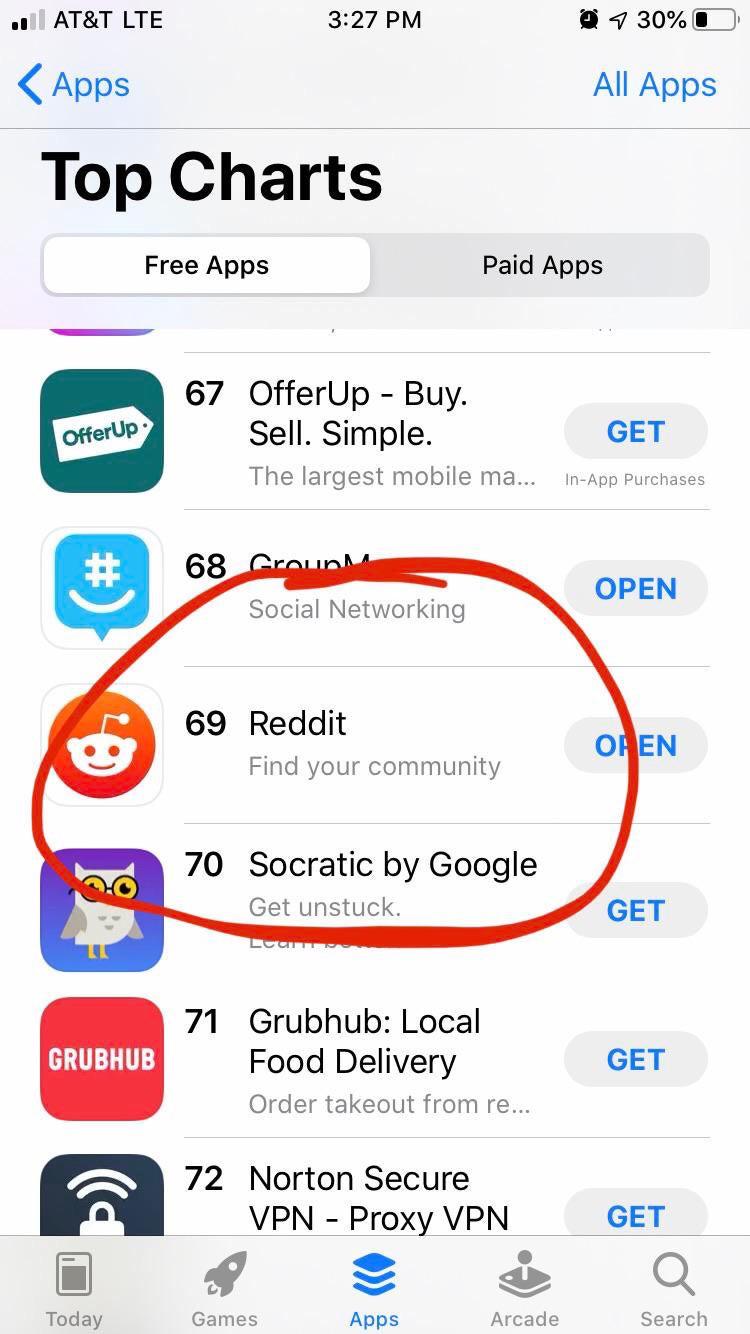 AT&T LTE 3:27 PM 30%
Apps All Apps
Top Charts
Free Apps Paid Apps
67 OfferUp - Buy.
Sell. Simple.
The largest mobile ma...
OfferUp
GET
In-App Purchases
68 GroupM
Social Networking
#
OPEN
69 Reddit
Find your community
OPEN
70 Socratic by Google
Get unstuck.
Learn
GET
71 Grubhub: Local
Food Delivery
Order takeout from re...
GRUBHUB
GET
72 Norton Secure
VPN - Proxy VPN
GET
Today Games Apps Arcade Search